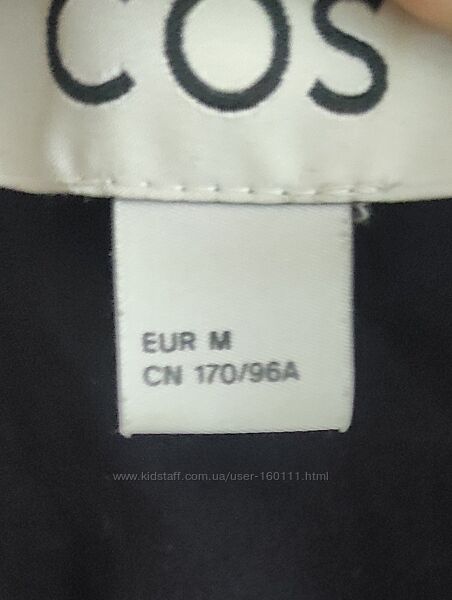 COS
EUR M
CN 170/96A
www.kidstaff.com.ua/user-160111.html